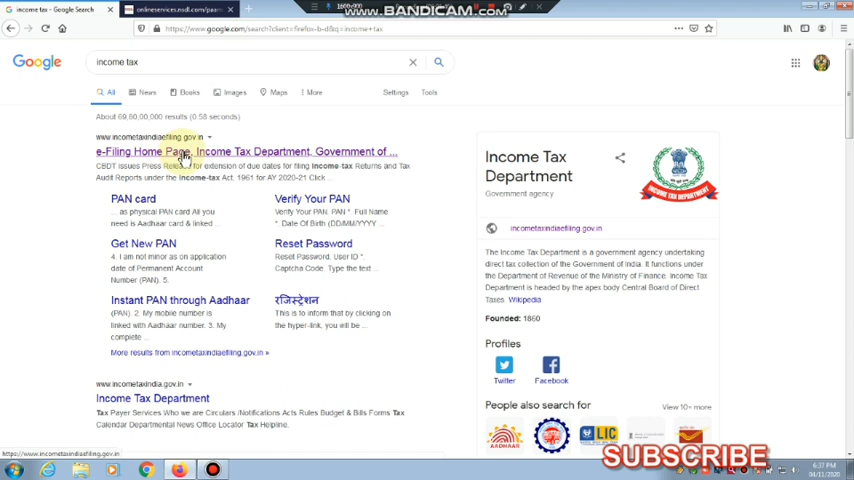 income tax - Google Search
onlineservices.nsdl.com/paam
1600x900
www.BANDICAM.com
https://www.google.com/search?client=firefox-b-d&q=income+tax
Google
income tax
All
News
Books
Images
Maps
More
Settings
Tools
About 69,80,00,000 results (0.58 seconds)
www.incometaxindiaefiling.gov.in
e-Filing Home Page, Income Tax Department, Government of ...
CBDT issues Press Release for extension of due dates for filing Income-tax Returns and Tax
Audit Reports under the Income-tax Act, 1961 for AY 2020-21 Click ...
PAN card
... as physical PAN card All you
need is Aadhaar card & linked ...
Verify Your PAN
Verify Your PAN. PAN *. Full Name
*. Date Of Birth (DD/MM/YYYY ...
Get New PAN
4. I am not minor as on application
date of Permanent Account
Number (PAN). 5.
Reset Password
Reset Password. User ID *.
Captcha Code. Type the text ...
Instant PAN through Aadhaar
(PAN). 2. My mobile number is
linked with Aadhaar number. 3. My
complete ...
रजिस्ट्रेशन
This is to inform that by clicking on
the hyper-link, you will be ...
More results from incometaxindiaefiling.gov.in »
www.incometaxindia.gov.in
Income Tax Department
Tax Payer Services Who we are Circulars /Notifications Acts Rules Budget & Bills Forms Tax
Calendar Departmental News Office Locator Tax Helpline.
Income Tax
Department
Government agency
INCOME TAX DEPARTMENT
incometaxindiaefiling.gov.in
The Income Tax Department is a government agency undertaking
direct tax collection of the Government of India. It functions under
the Department of Revenue of the Ministry of Finance. Income Tax
Department is headed by the apex body Central Board of Direct
Taxes. Wikipedia
Founded: 1860
Profiles
Twitter
Facebook
People also search for
View 10+ more
AADHAAR
LIC
SUBSCRIBE
https://www.incometaxindiaefiling.gov.in
6:37 PM
04/11/2020